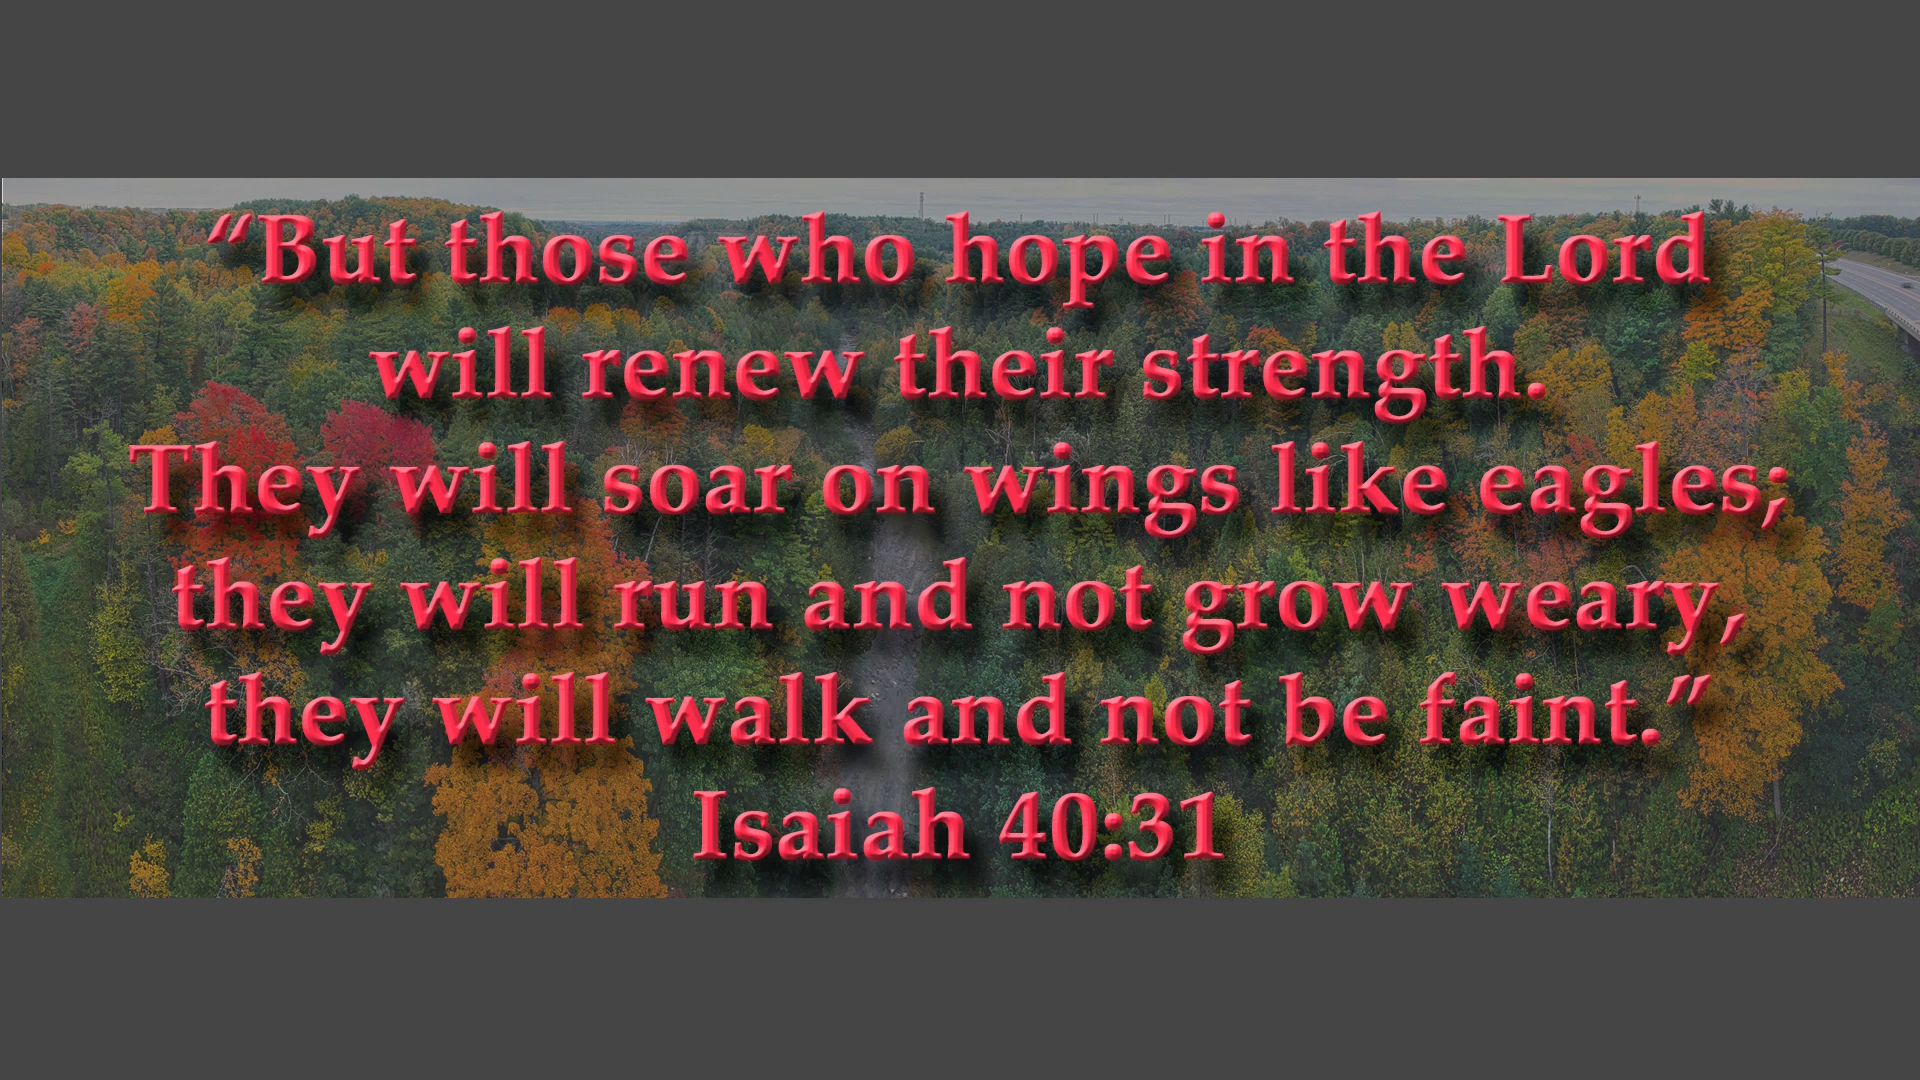 “But those who hope in the Lord
will renew their strength.
They will soar on wings like eagles;
they will run and not grow weary,
they will walk and not be faint.”
Isaiah 40:31